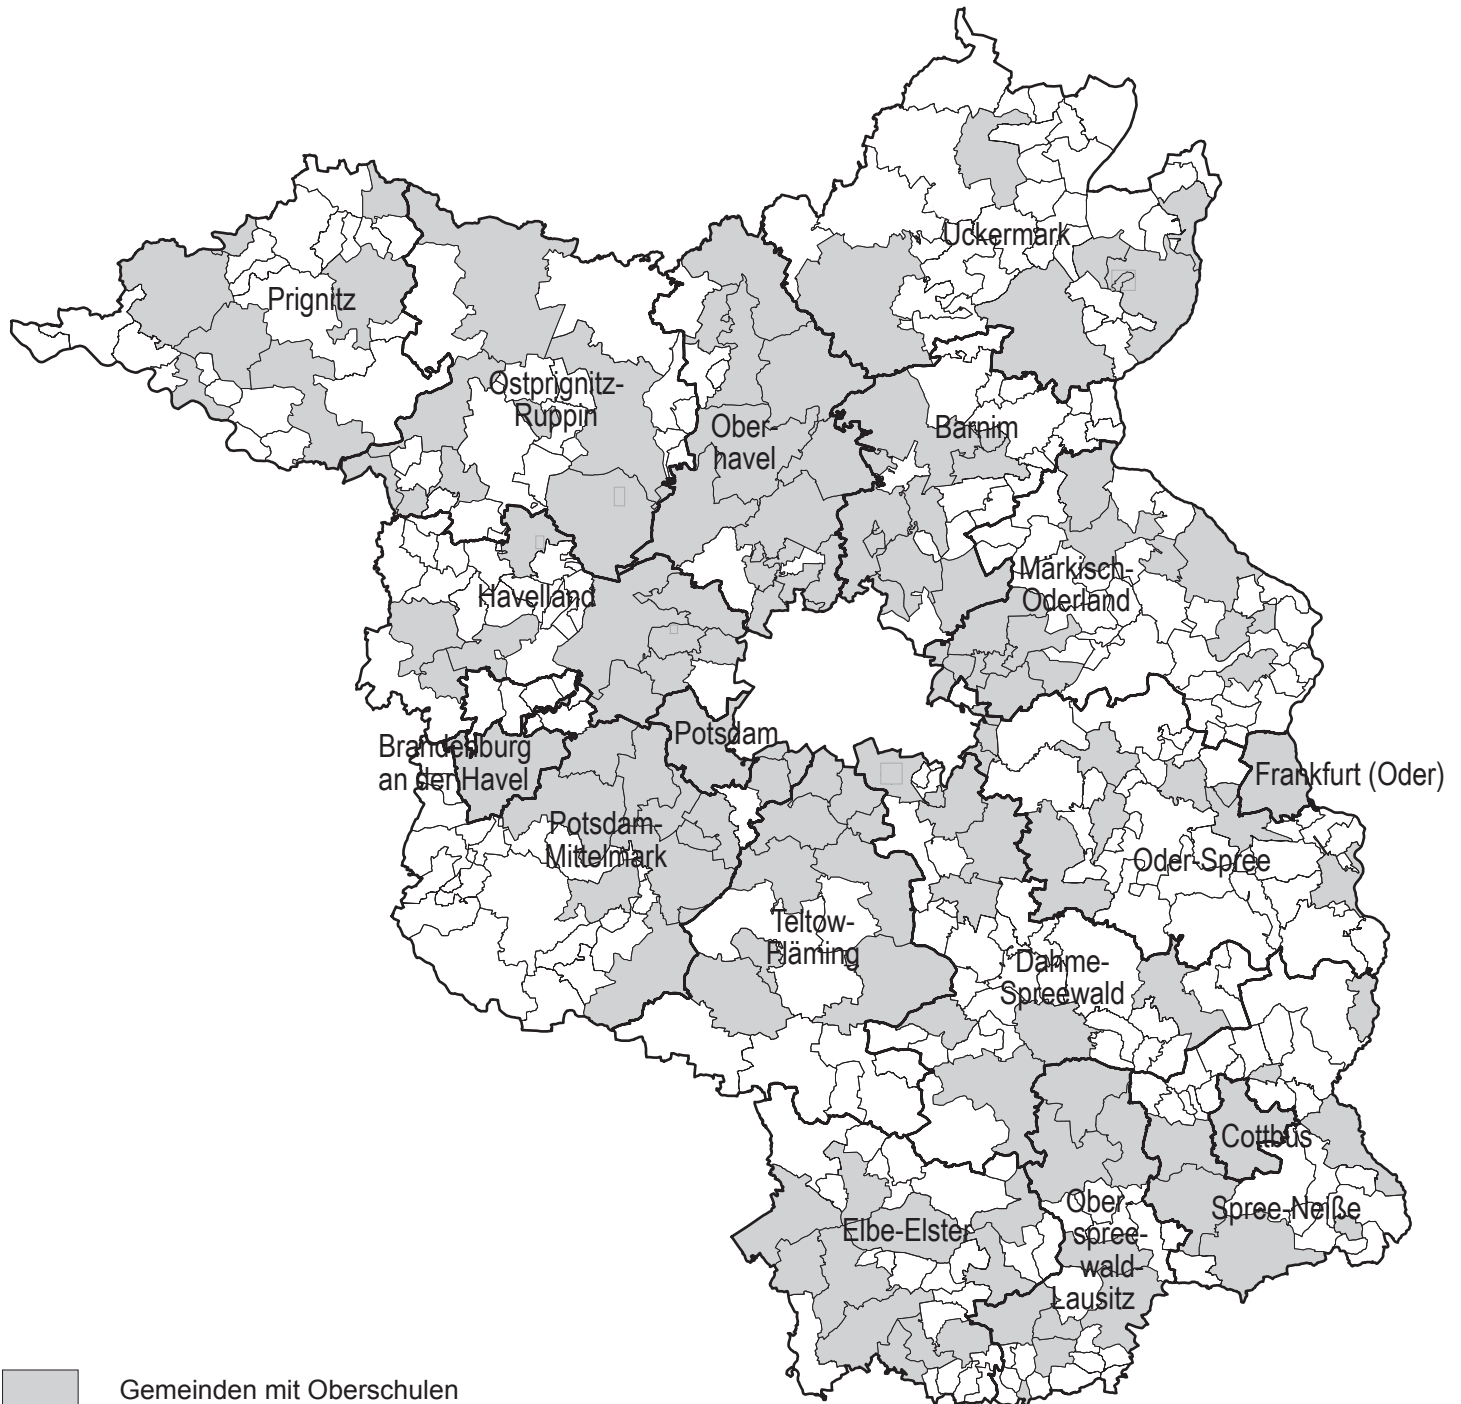 Uckermark
Prignitz
Ostprignitz-
Ruppin
Ober-
havel
Barnim
Märkisch-
Oderland
Havelland
Potsdam
Brandenburg
an der Havel
Frankfurt (Oder)
Potsdam-
Mittelmark
Oder-Spree
Teltow-
Fläming
Dahme-
Spreewald
Cottbus
Spree-Neiße
Elbe-Elster
Ober-
spree-
wald-
Lausitz
Gemeinden mit Oberschulen